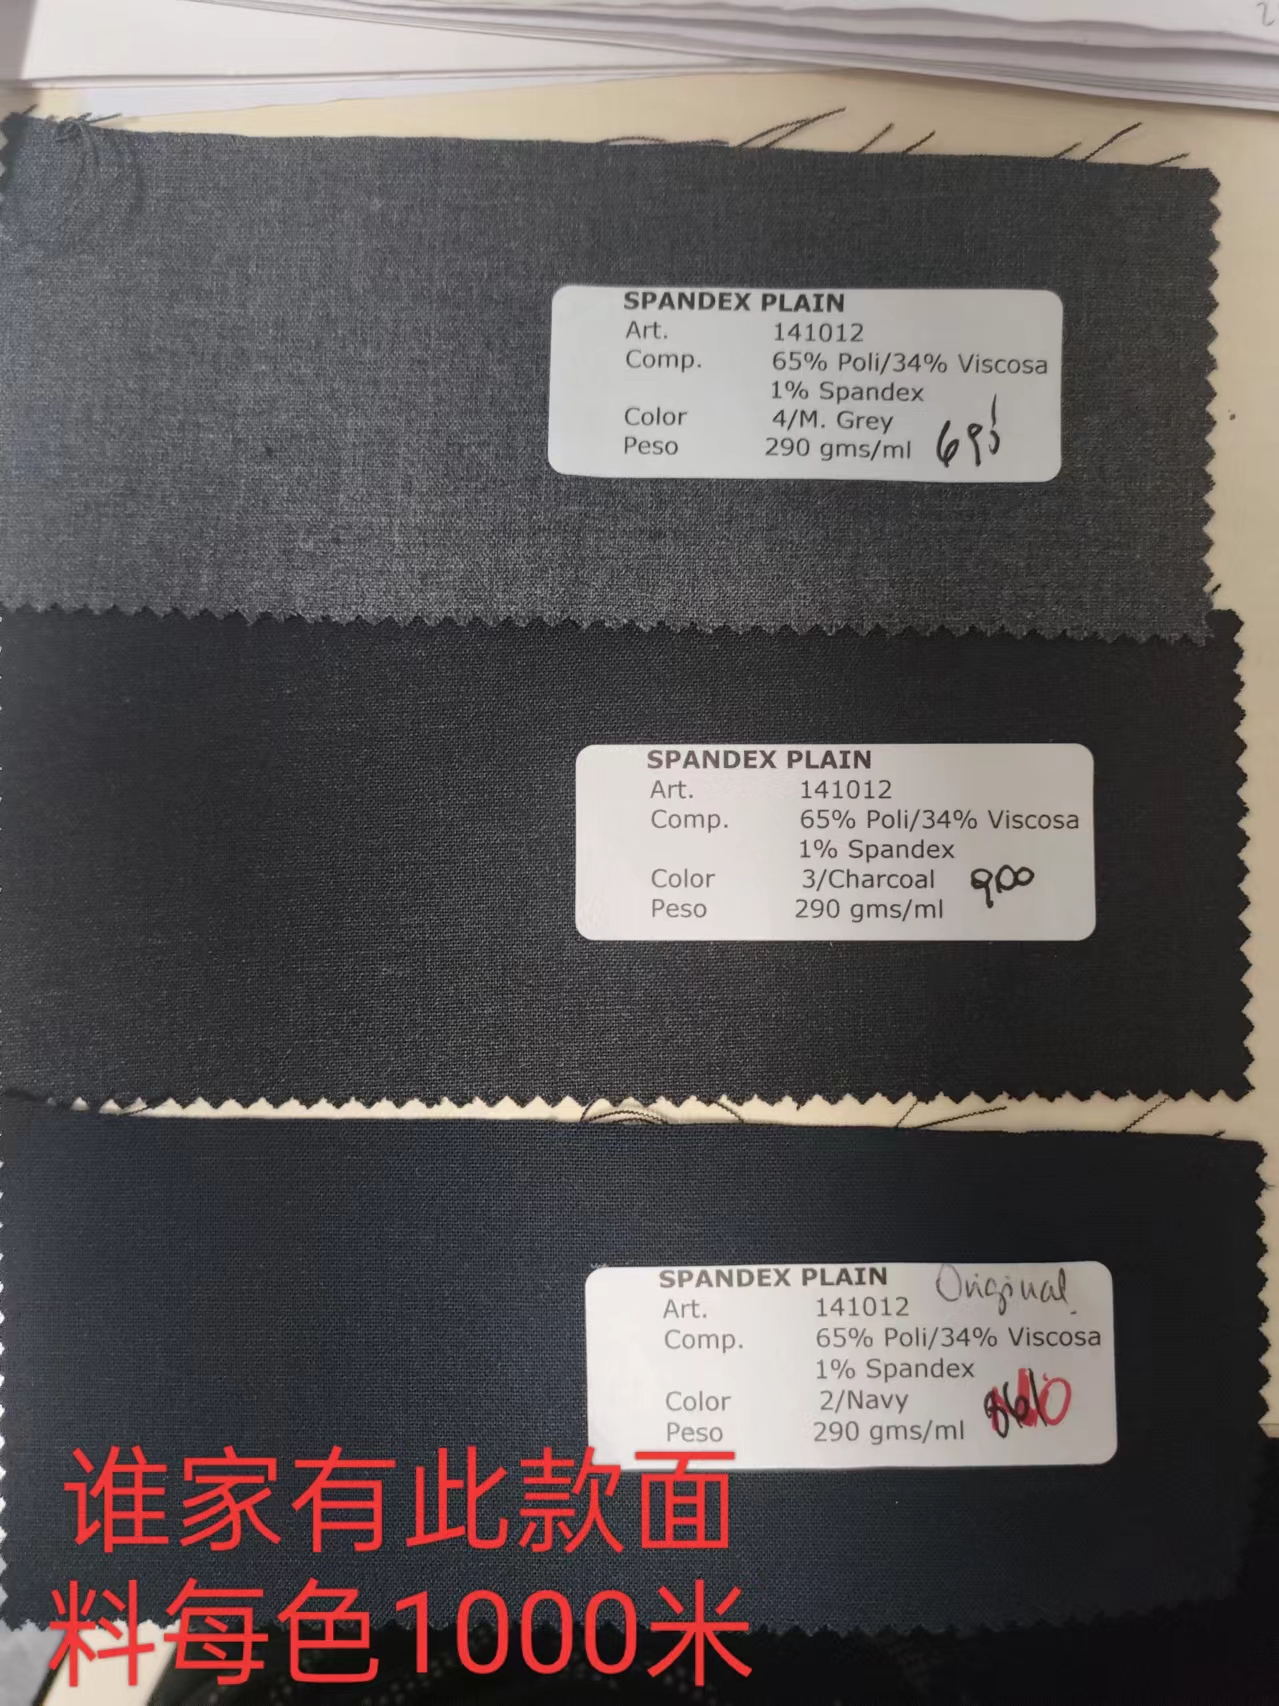 SPANDEX PLAIN
Art. 141012
Comp. 65% Poli/34% Viscosa
1% Spandex
Color 4/M. Grey
Peso 290 gms/ml
SPANDEX PLAIN
Art. 141012
Comp. 65% Poli/34% Viscosa
1% Spandex
Color 3/Charcoal 900
Peso 290 gms/ml
SPANDEX PLAIN Original
Art. 141012
Comp. 65% Poli/34% Viscosa
1% Spandex
Color 2/Navy
Peso 290 gms/ml
谁家有此款面
料每色1000米